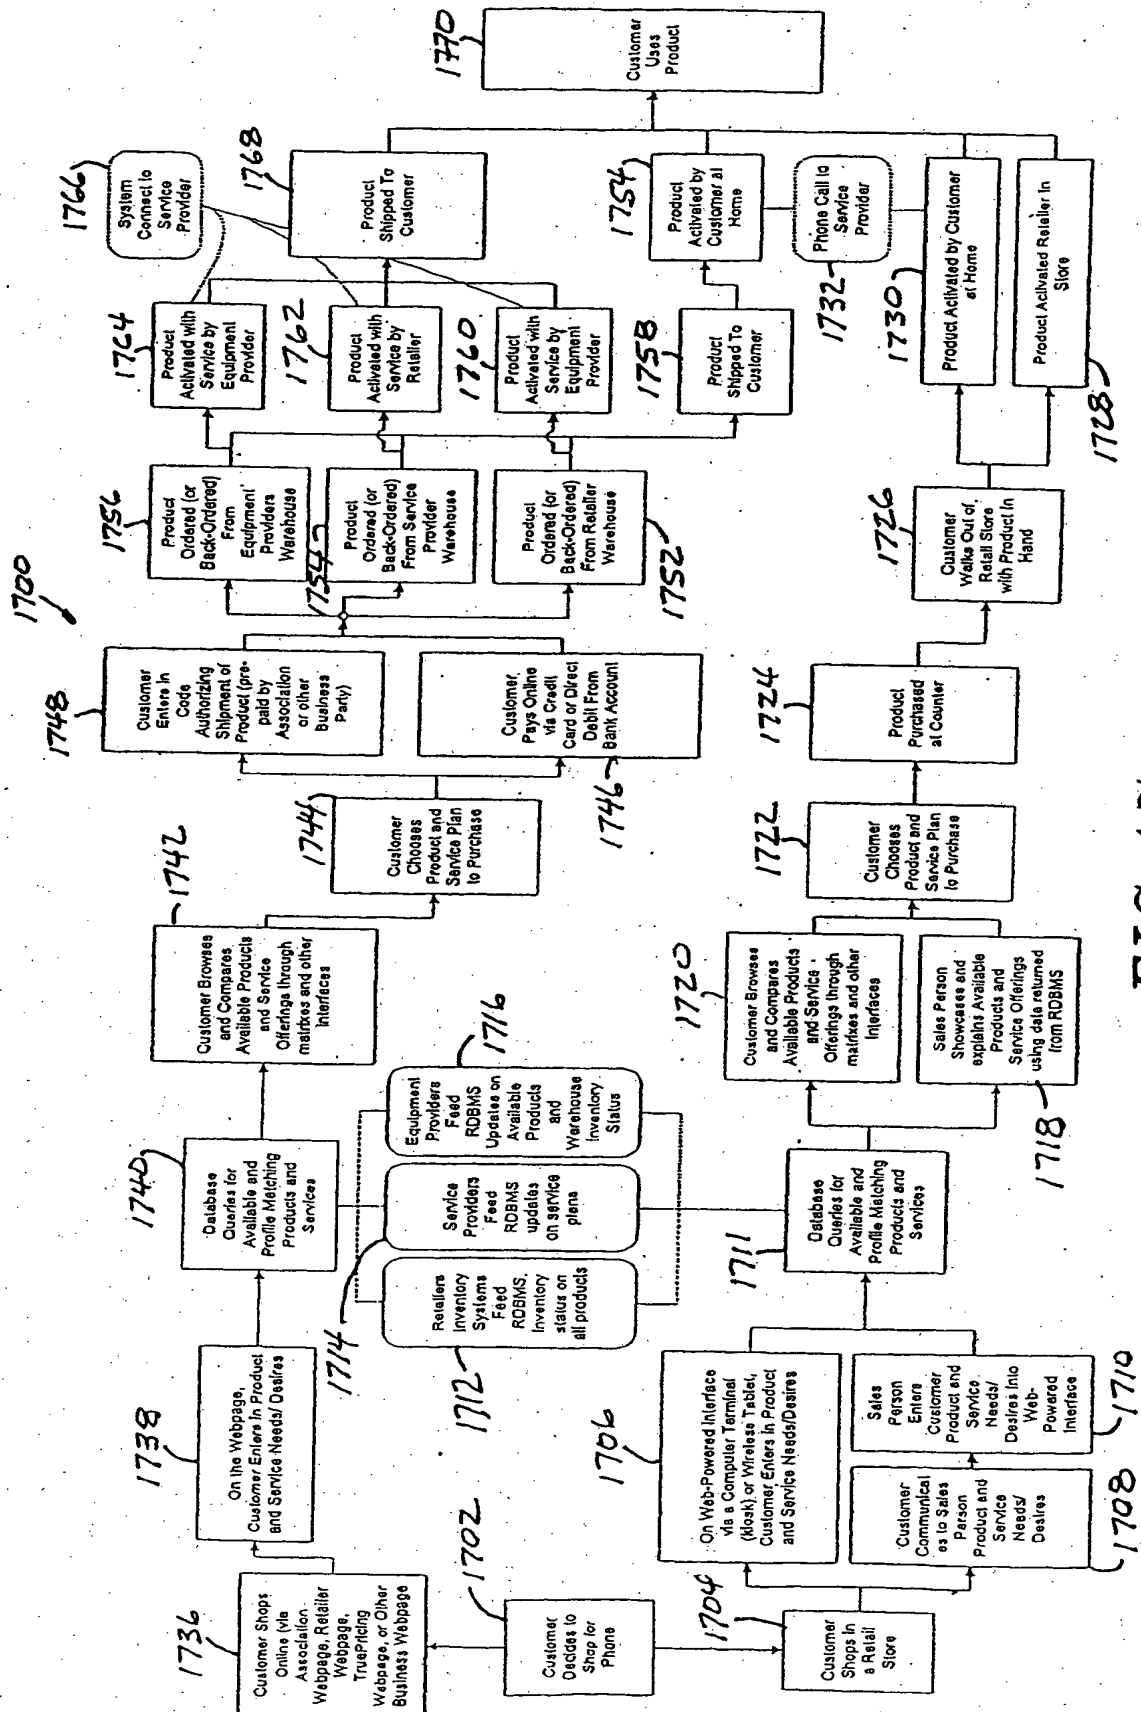 1700
1736
Customer Shops
Online (via
Association
Webpage, Retailer
Webpage,
TruePricing
Webpage, or Other
Business Webpage
1738
On the Webpage,
Customer Enters In Product
and Service Needs/ Desires
1740
Database
Queries for
Available and
Profile Matching
Products and
Services
1742
Customer Browses
and Compares
Available Products
and Service
Offerings through
matrixes and other
Interfaces
1744
Customer
Chooses
Product and
Service Plan
to Purchase
1748
Customer
Enters in
Code
Authorizing
Shipment of
Product (pre-
paid by
Association
or other
Business
Party)
1746
Customer
Pays Online
via Credit
Card or Direct
Debit From
Bank Account
1756
Product
Ordered (or
Back-Ordered)
From
Equipment
Providers
Warehouse
1754
Product
Ordered (or
Back-Ordered)
From Service
Provider
Warehouse
1752
Product
Ordered (or
Back-Ordered)
From Retailer
Warehouse
1764
Product
Activated with
Service by
Equipment
Provider
1762
Product
Activated with
Service by
Retailer
1760
Product
Activated with
Service by
Equipment
Provider
1758
Product
Shipped To
Customer
1766
System
Connect to
Service
Provider
1768
Product
Shipped To
Customer
1754
Product
Activated by
Customer at
Home
1732
Phone Call to
Service
Provider
1770
Customer
Uses
Product
1702
Customer
Decides to
Shop for
Phone
1712
Retailers
Inventory
Systems
Feed
RDBMS.
Inventory
status on
all products
1714
Service
Providers
Feed
RDBMS
updates
on service
plans
1716
Equipment
Providers
Feed
RDBMS
Updates on
Available
Products
and
Warehouse
Inventory
Status
1704
Customer
Shops In
a Retail
Store
1706
On Web-Powered Interface
via a Computer Terminal
(kiosk) or Wireless Tablet,
Customer Enters in Product
and Service Needs/Desires
1708
Customer
Communicat
es to Sales
Person
Product and
Service
Needs/
Desires
1710
Sales
Person
Enters
Customer
Product and
Service
Needs/
Desires Into
Web-
Powered
Interface
1711
Database
Queries for
Available and
Profile Matching
Products and
Services
1720
Customer Browses
and Compares
Available Products
and Service
Offerings through
matrixes and other
Interfaces
1718
Sales Person
Showcases and
explains Available
Products and
Service Offerings
using data returned
from RDBMS
1722
Customer
Chooses
Product and
Service Plan
to Purchase
1724
Product
Purchased
at Counter
1726
Customer
Walks Out of
Retail Store
with Product In
Hand
1730
Product Activated by Customer
at Home
1728
Product Activated Retailer In
Store